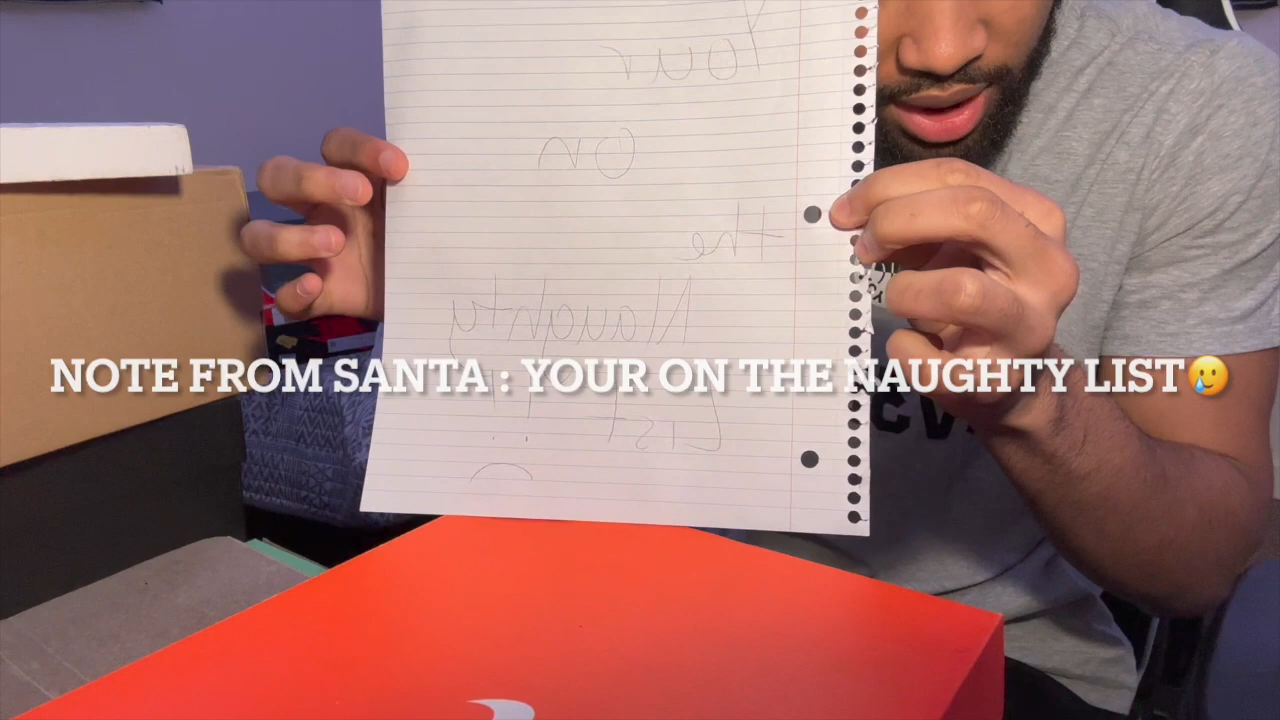 Your
On
the
Naughty
List
NOTE FROM SANTA : YOUR ON THE NAUGHTY LIST🥲